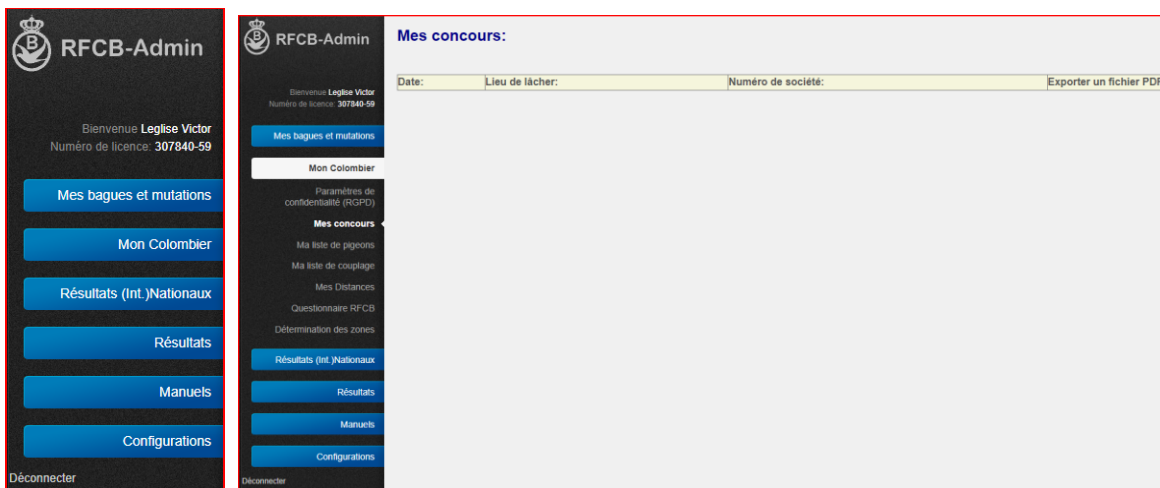 RFCB-Admin
Bienvenue Leglise Victor
Numéro de licence: 307840-59
Mes bagues et mutations
Mon Colombier
Résultats (Int.)Nationaux
Résultats
Manuels
Configurations
Déconnecter
RFCB-Admin
Bienvenue Leglise Victor
Numéro de licence: 307840-59
Mes bagues et mutations
Mon Colombier
Paramètres de
confidentialité (RGPD)
Mes concours
Ma liste de pigeons
Ma liste de couplage
Mes Distances
Questionnaire RFCB
Détermination des zones
Résultats (Int.)Nationaux
Résultats
Manuels
Configurations
Déconnecter
Mes concours:
Date: Lieu de lâcher: Numéro de société: Exporter un fichier PDF